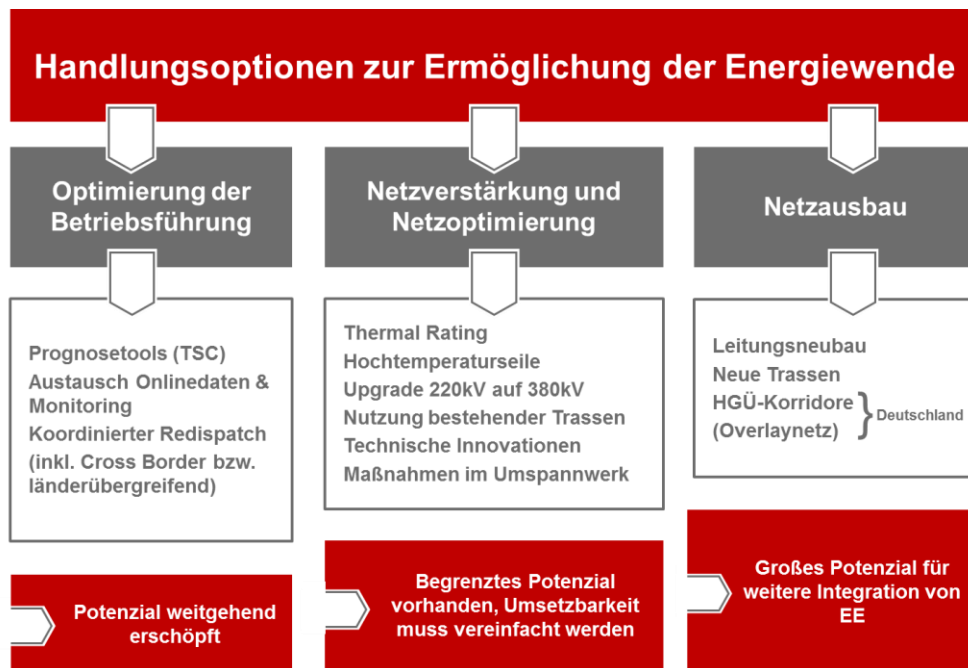 Handlungsoptionen zur Ermöglichung der Energiewende
Optimierung der
Betriebsführung
Prognosetools (TSC)
Austausch Onlinedaten &
Monitoring
Koordinierter Redispatch
(inkl. Cross Border bzw.
länderübergreifend)
Potenzial weitgehend
erschöpft
Netzverstärkung und
Netzoptimierung
Thermal Rating
Hochtemperaturseile
Upgrade 220kV auf 380kV
Nutzung bestehender Trassen
Technische Innovationen
Maßnahmen im Umspannwerk
Begrenztes Potenzial
vorhanden, Umsetzbarkeit
muss vereinfacht werden
Netzausbau
Leitungsneubau
Neue Trassen
HGÜ-Korridore
(Overlaynetz)
} Deutschland
Großes Potenzial für
weitere Integration von
EE